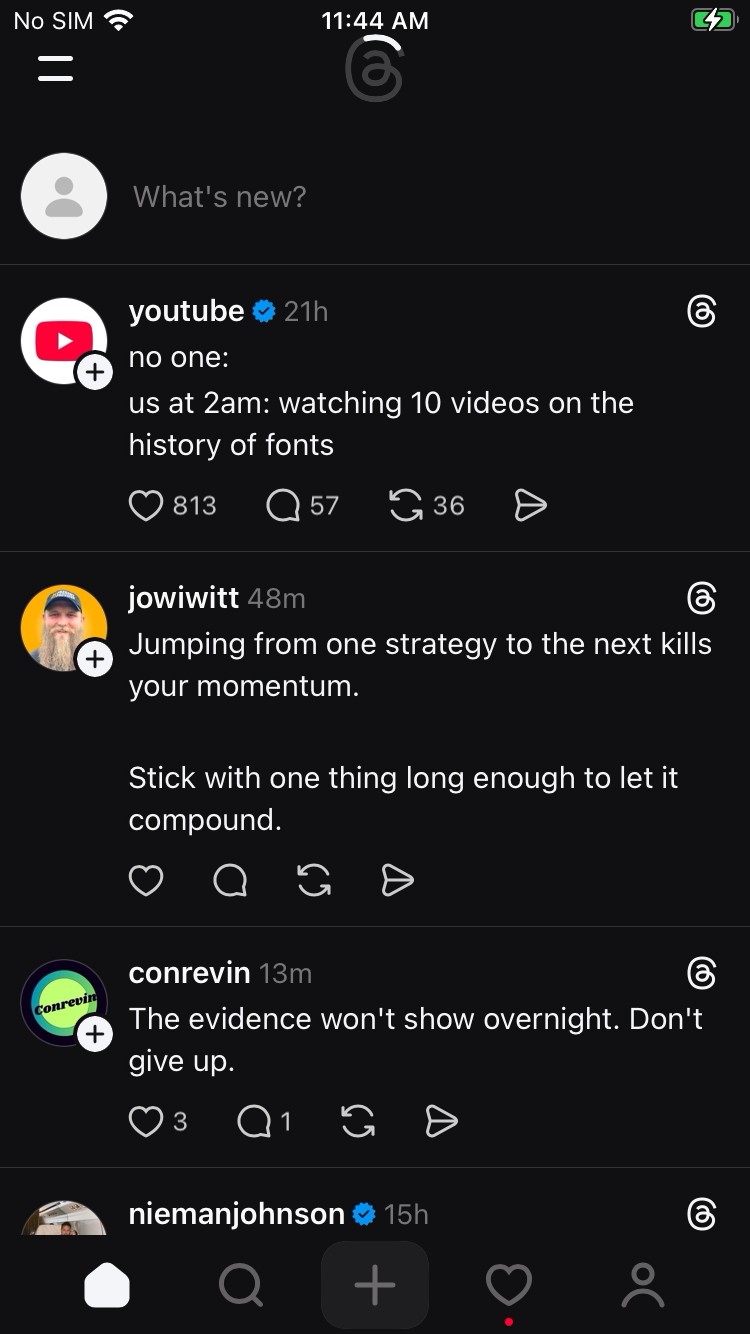 No SIM 11:44 AM
What's new?
youtube 21h
no one:
us at 2am: watching 10 videos on the
history of fonts
813 57 36
jowiwitt 48m
Jumping from one strategy to the next kills
your momentum.
Stick with one thing long enough to let it
compound.
Conrevin
conrevin 13m
The evidence won't show overnight. Don't
give up.
3 1
niemanjohnson 15h